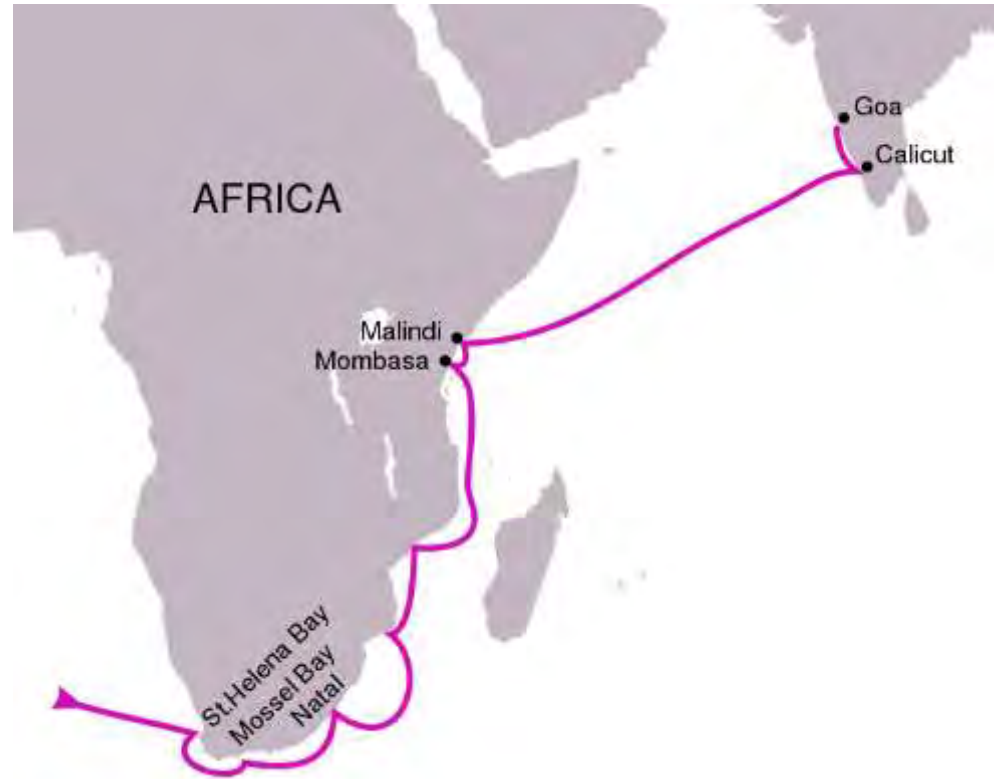 Goa
Calicut
AFRICA
Malindi
Mombasa
St.Helena Bay
Mossel Bay
Natal